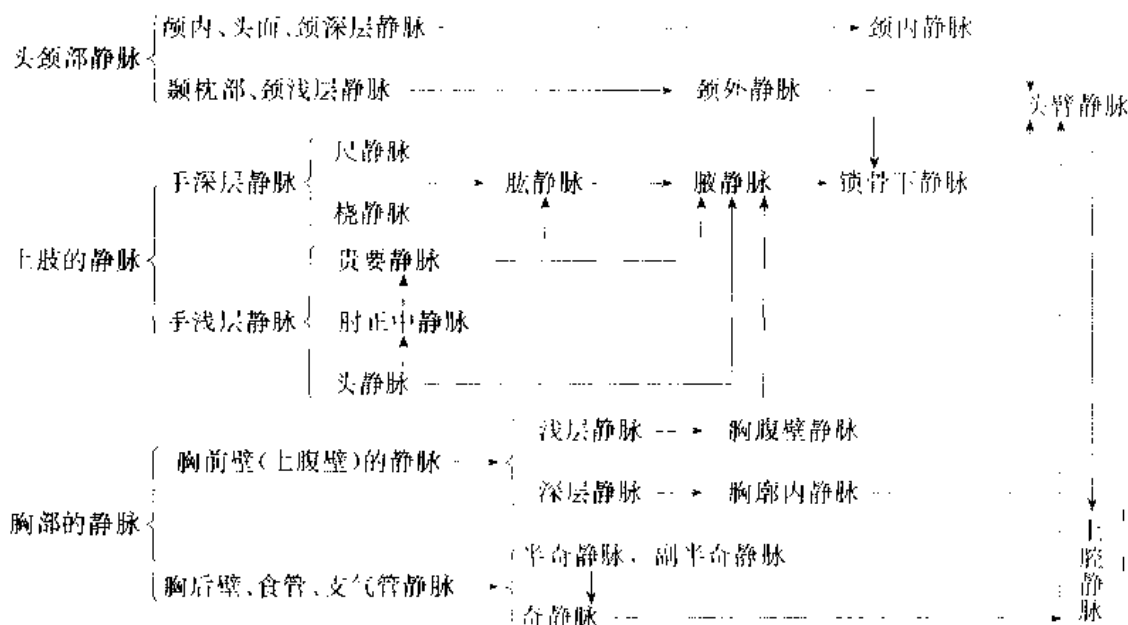 颅内、头面、颈深层静脉 颈内静脉
头颈部静脉
颞枕部、颈浅层静脉 颈外静脉
头臂静脉
尺静脉
手深层静脉 肱静脉 腋静脉 锁骨下静脉
桡静脉
上肢的静脉 贵要静脉
手浅层静脉 肘正中静脉
头静脉
浅层静脉 胸腹壁静脉
胸前壁(上腹壁)的静脉
深层静脉 胸廓内静脉
胸部的静脉
半奇静脉,副半奇静脉
胸后壁、食管、支气管静脉
奇静脉
上腔静脉